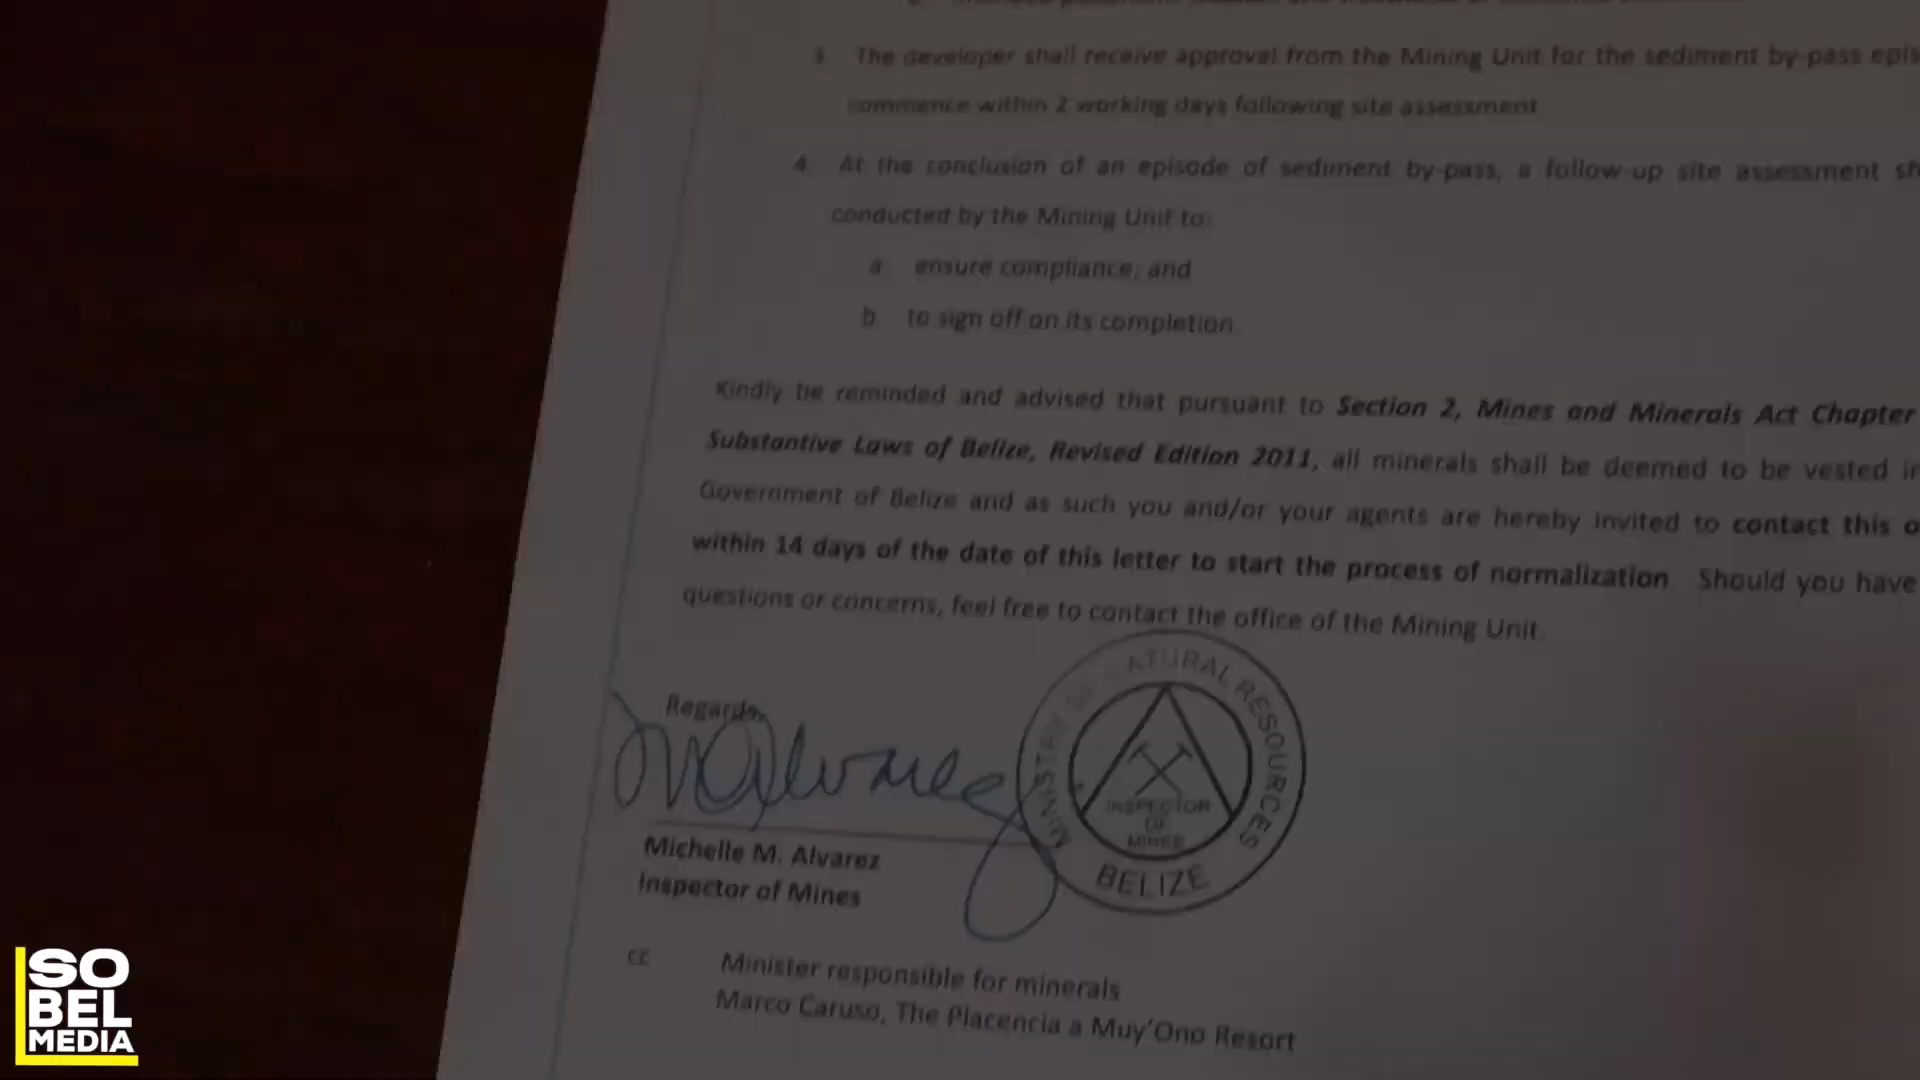 3 The developer shall receive approval from the Mining Unit for the sediment by-pass epis
commence within 2 working days following site assessment
4 At the conclusion of an episode of sediment by-pass, a follow-up site assessment sh
conducted by the Mining Unit to:
a ensure compliance; and
b. to sign off on its completion.
Kindly be reminded and advised that pursuant to Section 2, Mines and Minerals Act Chapter
Substantive Laws of Belize, Revised Edition 2011, all minerals shall be deemed to be vested in
Government of Belize and as such you and/or your agents are hereby invited to contact this o
within 14 days of the date of this letter to start the process of normalization. Should you have
questions or concerns, feel free to contact the office of the Mining Unit.
Regards,
MAlvarez
MINISTRY OF NATURAL RESOURCES
INSPECTOR
OF
MINES
BELIZE
Michelle M. Alvarez
Inspector of Mines
cc Minister responsible for minerals
Marco Caruso, The Placencia a Muy'Ono Resort
SO
BEL
MEDIA